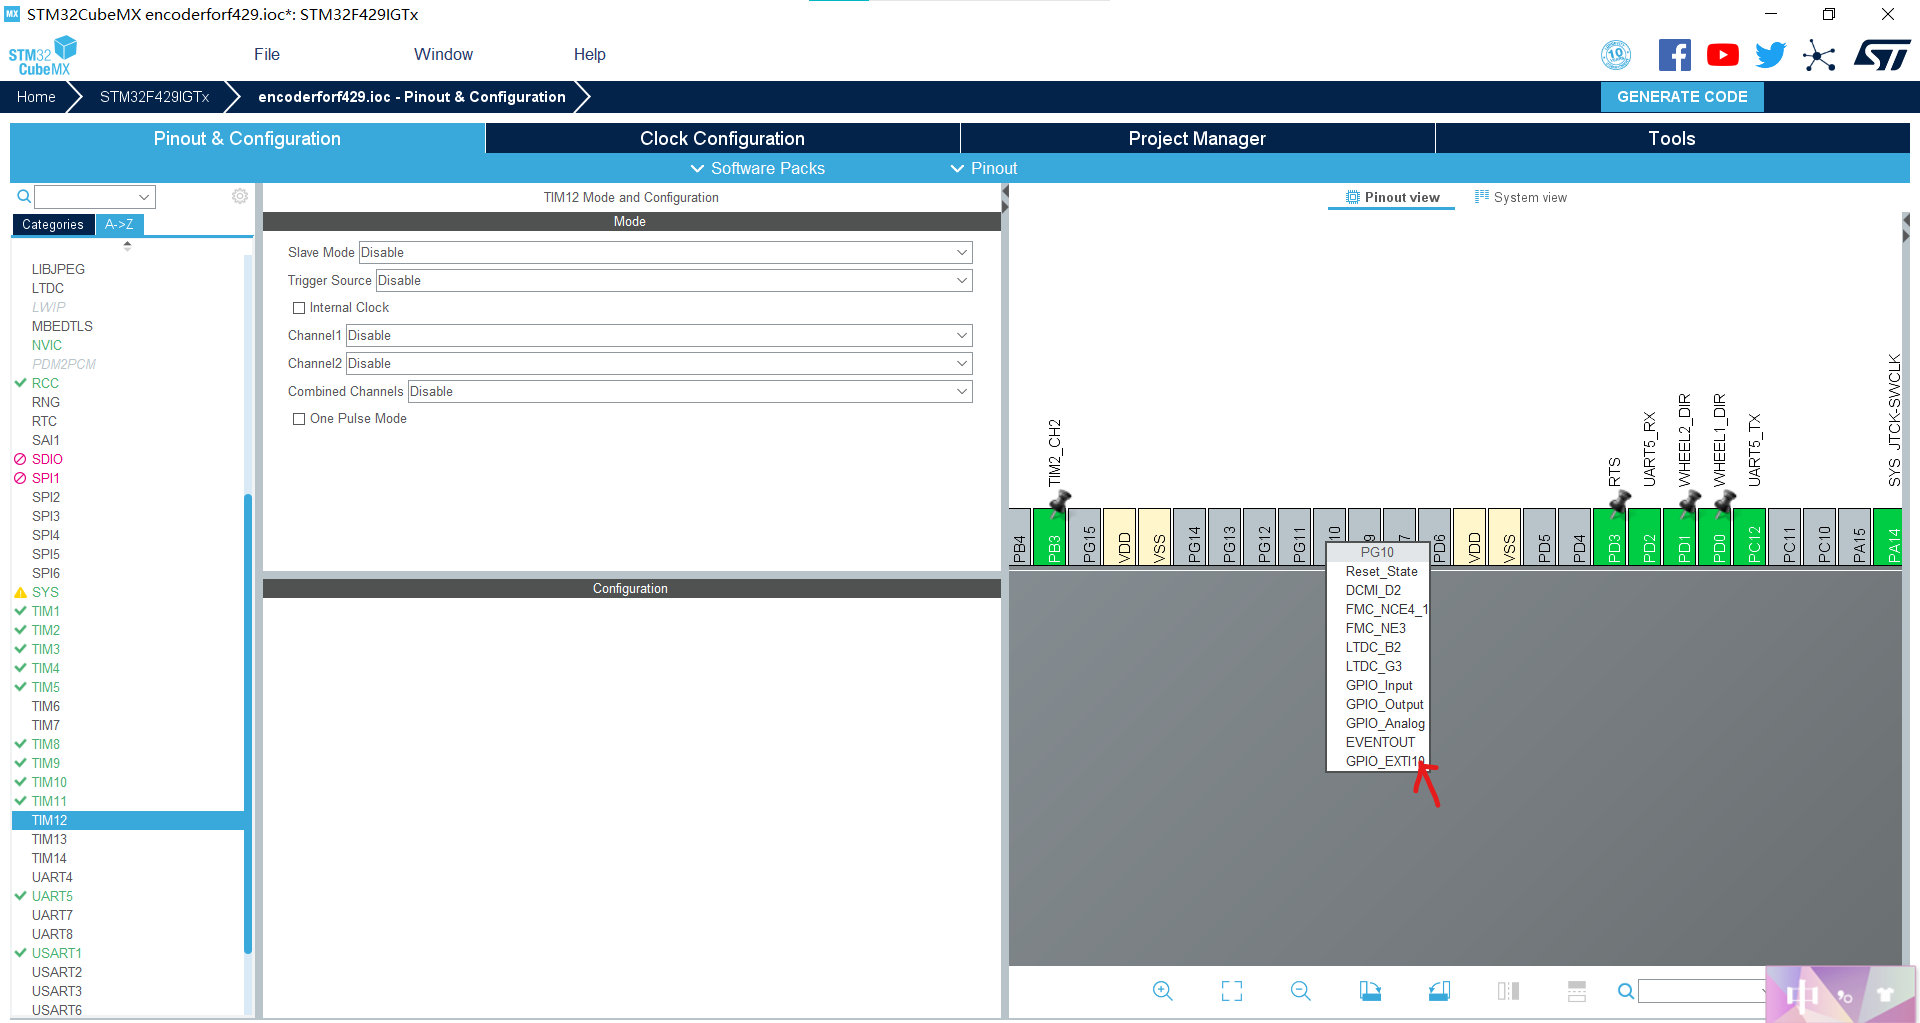 MX STM32CubeMX encoderforf429.ioc*: STM32F429IGTx
STM32
CubeMX
File
Window
Help
10
Home
STM32F429IGTx
encoderforf429.ioc - Pinout & Configuration
GENERATE CODE
Pinout & Configuration
Clock Configuration
Project Manager
Tools
Software Packs
Pinout
Categories
A->Z
LIBJPEG
LTDC
LWIP
MBEDTLS
NVIC
PDM2PCM
RCC
RNG
RTC
SAI1
SDIO
SPI1
SPI2
SPI3
SPI4
SPI5
SPI6
SYS
TIM1
TIM2
TIM3
TIM4
TIM5
TIM6
TIM7
TIM8
TIM9
TIM10
TIM11
TIM12
TIM13
TIM14
UART4
UART5
UART7
UART8
USART1
USART2
USART3
USART6
TIM12 Mode and Configuration
Mode
Slave Mode Disable
Trigger Source Disable
Internal Clock
Channel1 Disable
Channel2 Disable
Combined Channels Disable
One Pulse Mode
Configuration
Pinout view
System view
TIM2_CH2
RTS
UART5_RX
WHEEL2_DIR
WHEEL1_DIR
UART5_TX
SYS_JTCK-SWCLK
PB4
PB3
PG15
VDD
VSS
PG14
PG13
PG12
PG11
10
9
7
PD6
VDD
VSS
PD5
PD4
PD3
PD2
PD1
PD0
PC12
PC11
PC10
PA15
PA14
PG10
Reset_State
DCMI_D2
FMC_NCE4_1
FMC_NE3
LTDC_B2
LTDC_G3
GPIO_Input
GPIO_Output
GPIO_Analog
EVENTOUT
GPIO_EXTI10
中